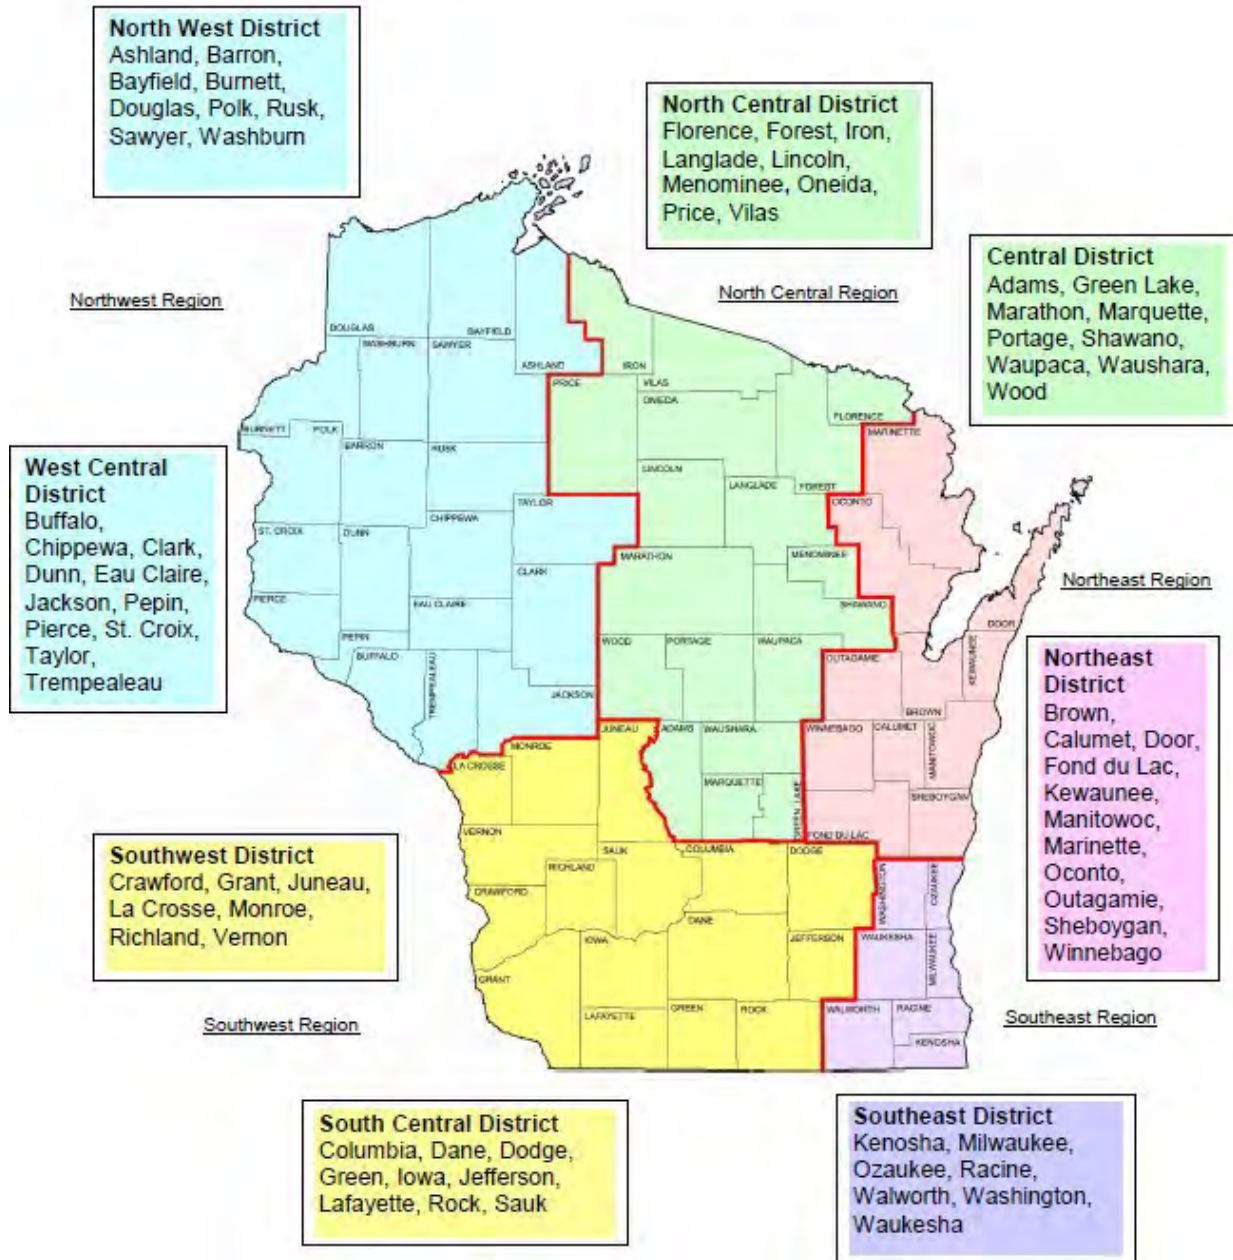 North West District
Ashland, Barron,
Bayfield, Burnett,
Douglas, Polk, Rusk,
Sawyer, Washburn
North Central District
Florence, Forest, Iron,
Langlade, Lincoln,
Menominee, Oneida,
Price, Vilas
Central District
Adams, Green Lake,
Marathon, Marquette,
Portage, Shawano,
Waupaca, Waushara,
Wood
Northwest Region
North Central Region
West Central
District
Buffalo,
Chippewa, Clark,
Dunn, Eau Claire,
Jackson, Pepin,
Pierce, St. Croix,
Taylor,
Trempealeau
Northeast Region
Northeast
District
Brown,
Calumet, Door,
Fond du Lac,
Kewaunee,
Manitowoc,
Marinette,
Oconto,
Outagamie,
Sheboygan,
Winnebago
DOUGLAS
BAYFIELD
WASHBURN
SAWYER
ASHLAND
PRICE
IRON
VILAS
ONEIDA
FLORENCE
MARINETTE
BURNETT
POLK
BARRON
RUSK
LINCOLN
LANGLADE
FOREST
OCONTO
TAYLOR
CHIPPEWA
ST. CROIX
DUNN
MARATHON
MENOMINEE
CLARK
PIERCE
EAU CLAIRE
SHAWANO
DOOR
PEPIN
BUFFALO
WOOD
PORTAGE
WAUPACA
OUTAGAMIE
KEWAUNEE
TREMPEALEAU
JACKSON
BROWN
JUNEAU
ADAMS
WAUSHARA
WINNEBAGO
CALUMET
MANITOWOC
MONROE
LA CROSSE
MARQUETTE
GREEN LAKE
SHEBOYGAN
VERNON
FOND DU LAC
SAUK
COLUMBIA
DODGE
RICHLAND
CRAWFORD
WASHINGTON
OZAUKEE
DANE
IOWA
JEFFERSON
WAUKESHA
MILWAUKEE
GRANT
LAFAYETTE
GREEN
ROCK
WALWORTH
RACINE
KENOSHA
Southwest District
Crawford, Grant, Juneau,
La Crosse, Monroe,
Richland, Vernon
Southwest Region
Southeast Region
South Central District
Columbia, Dane, Dodge,
Green, Iowa, Jefferson,
Lafayette, Rock, Sauk
Southeast District
Kenosha, Milwaukee,
Ozaukee, Racine,
Walworth, Washington,
Waukesha